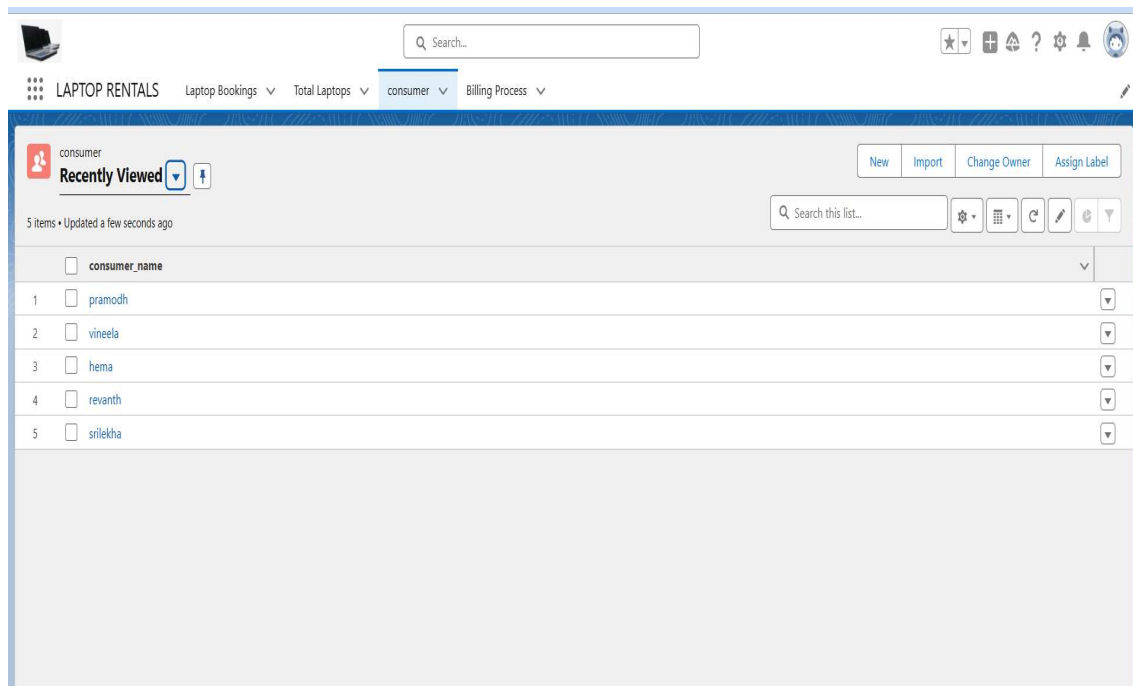 Search...
LAPTOP RENTALS Laptop Bookings Total Laptops consumer Billing Process
consumer
Recently Viewed
New Import Change Owner Assign Label
5 items • Updated a few seconds ago
Search this list...
consumer_name
1 pramodh
2 vineela
3 hema
4 revanth
5 srilekha